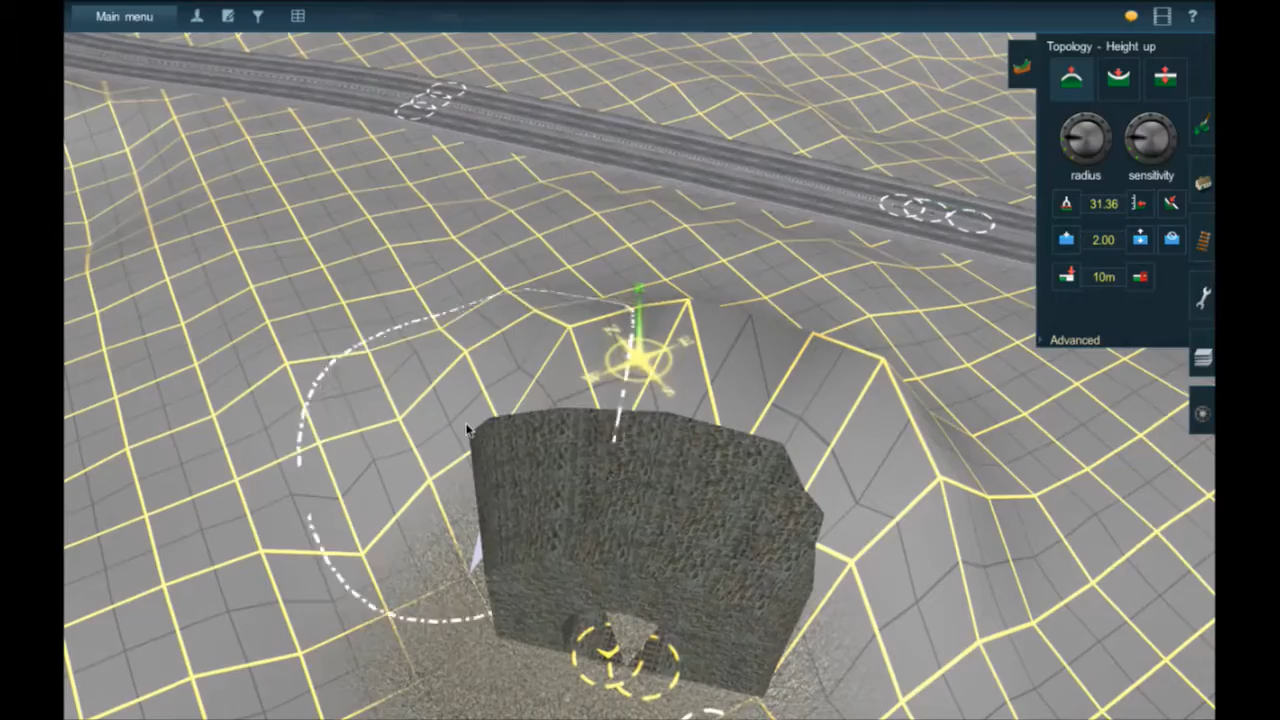 Main menu
?
Topology - Height up
radius
sensitivity
31.36
2.00
10m
Advanced